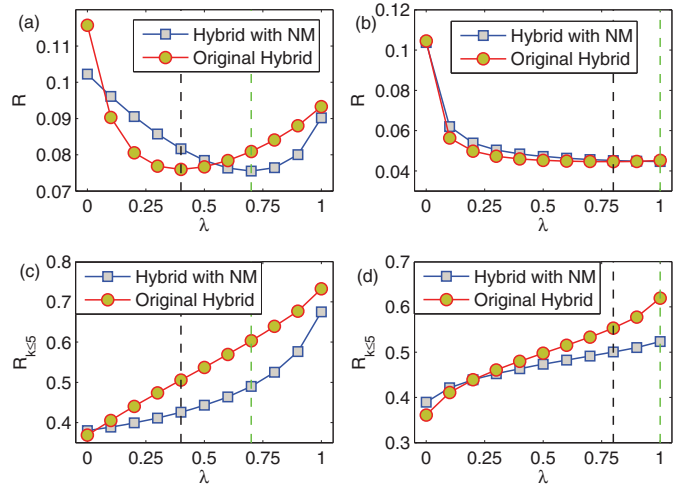 (a)
Hybrid with NM
Original Hybrid
R
0.12
0.11
0.1
0.09
0.08
0.07
0 0.25 0.5 0.75 1
λ
(b)
Hybrid with NM
Original Hybrid
R
0.12
0.1
0.08
0.06
0.04
0 0.25 0.5 0.75 1
λ
(c)
Hybrid with NM
Original Hybrid
R k≤5
0.8
0.7
0.6
0.5
0.4
0.3
0 0.25 0.5 0.75 1
λ
(d)
Hybrid with NM
Original Hybrid
R k≤5
0.7
0.6
0.5
0.4
0.3
0 0.25 0.5 0.75 1
λ